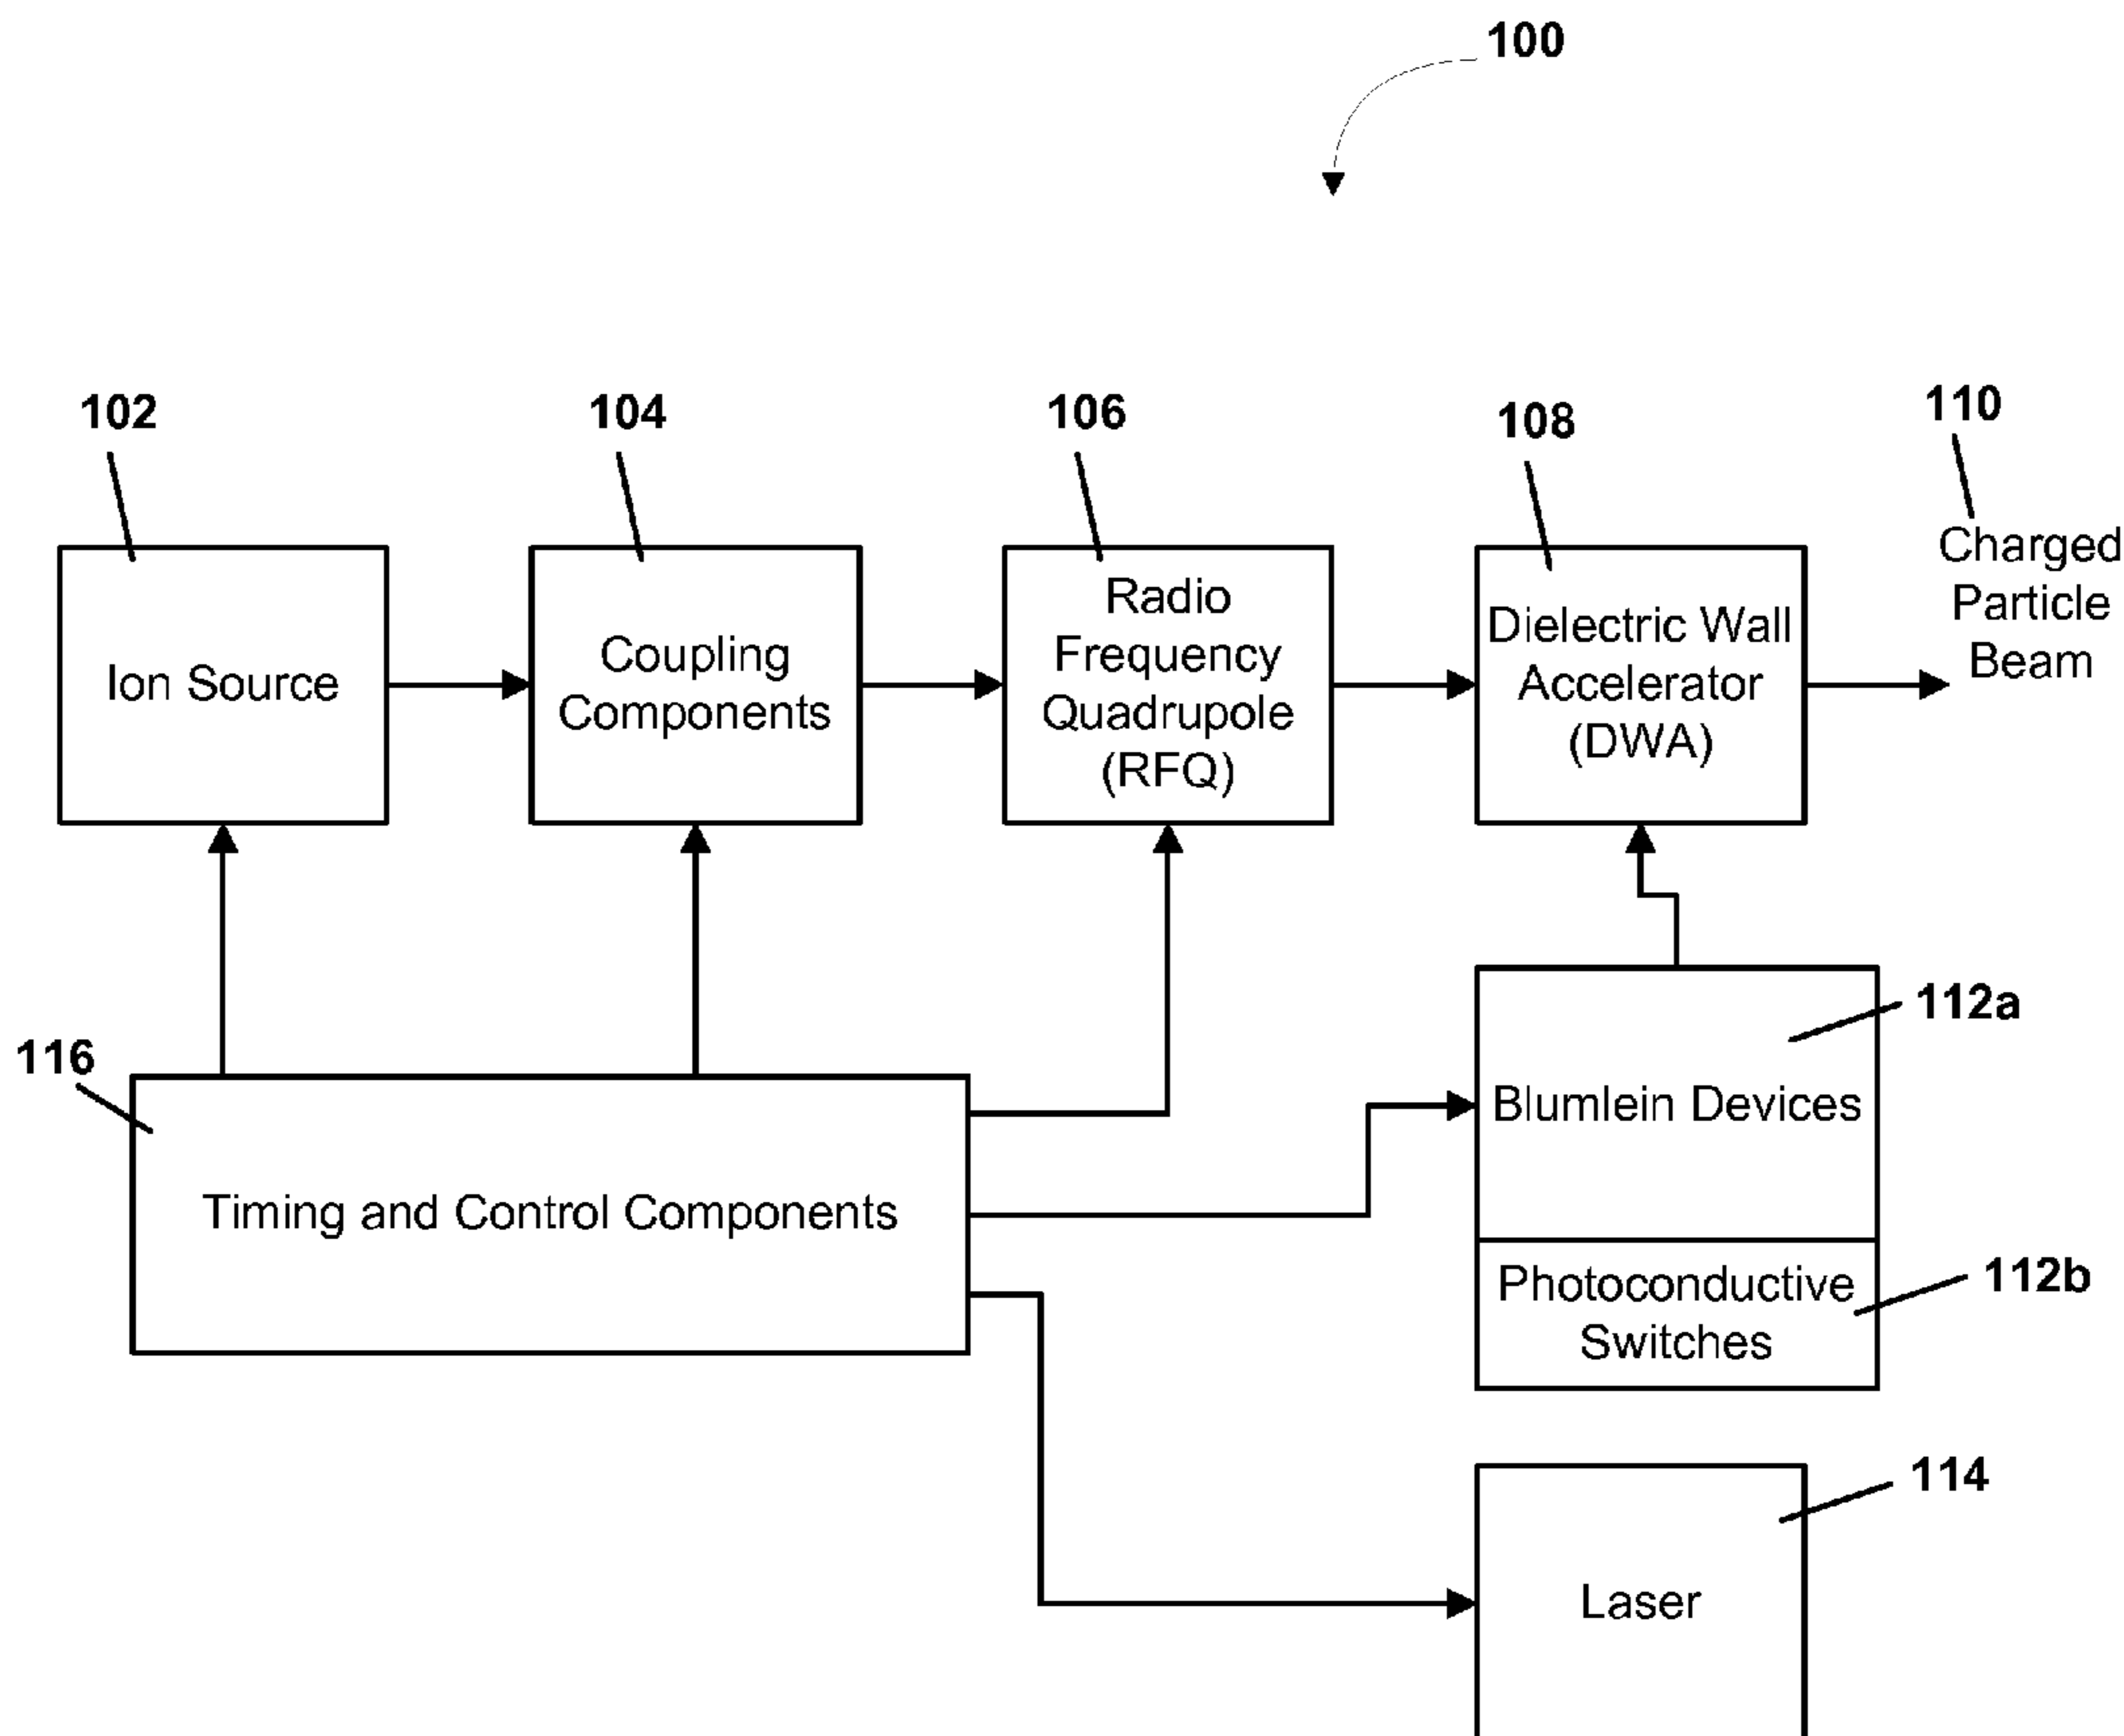 100
102
104
106
108
110
Ion Source
Coupling
Components
Radio
Frequency
Quadrupole
(RFQ)
Dielectric Wall
Accelerator
(DWA)
Charged
Particle
Beam
116
Timing and Control Components
112a
Blumlein Devices
112b
Photoconductive
Switches
114
Laser